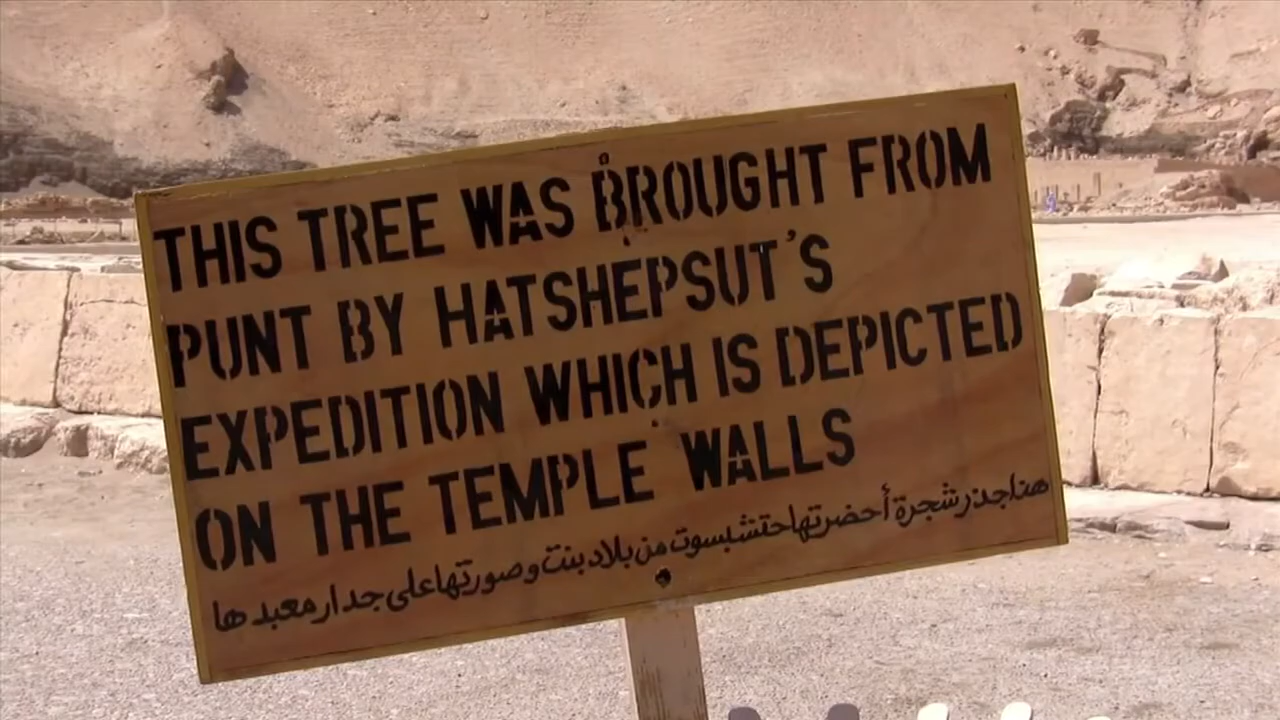 THIS TREE WAS BROUGHT FROM
PUNT BY HATSHEPSUT'S
EXPEDITION WHICH IS DEPICTED
ON THE TEMPLE WALLS
هنا جذر شجرة أحضرتها حتشبسوت من بلاد بنت وصورتها على جدار معبدها